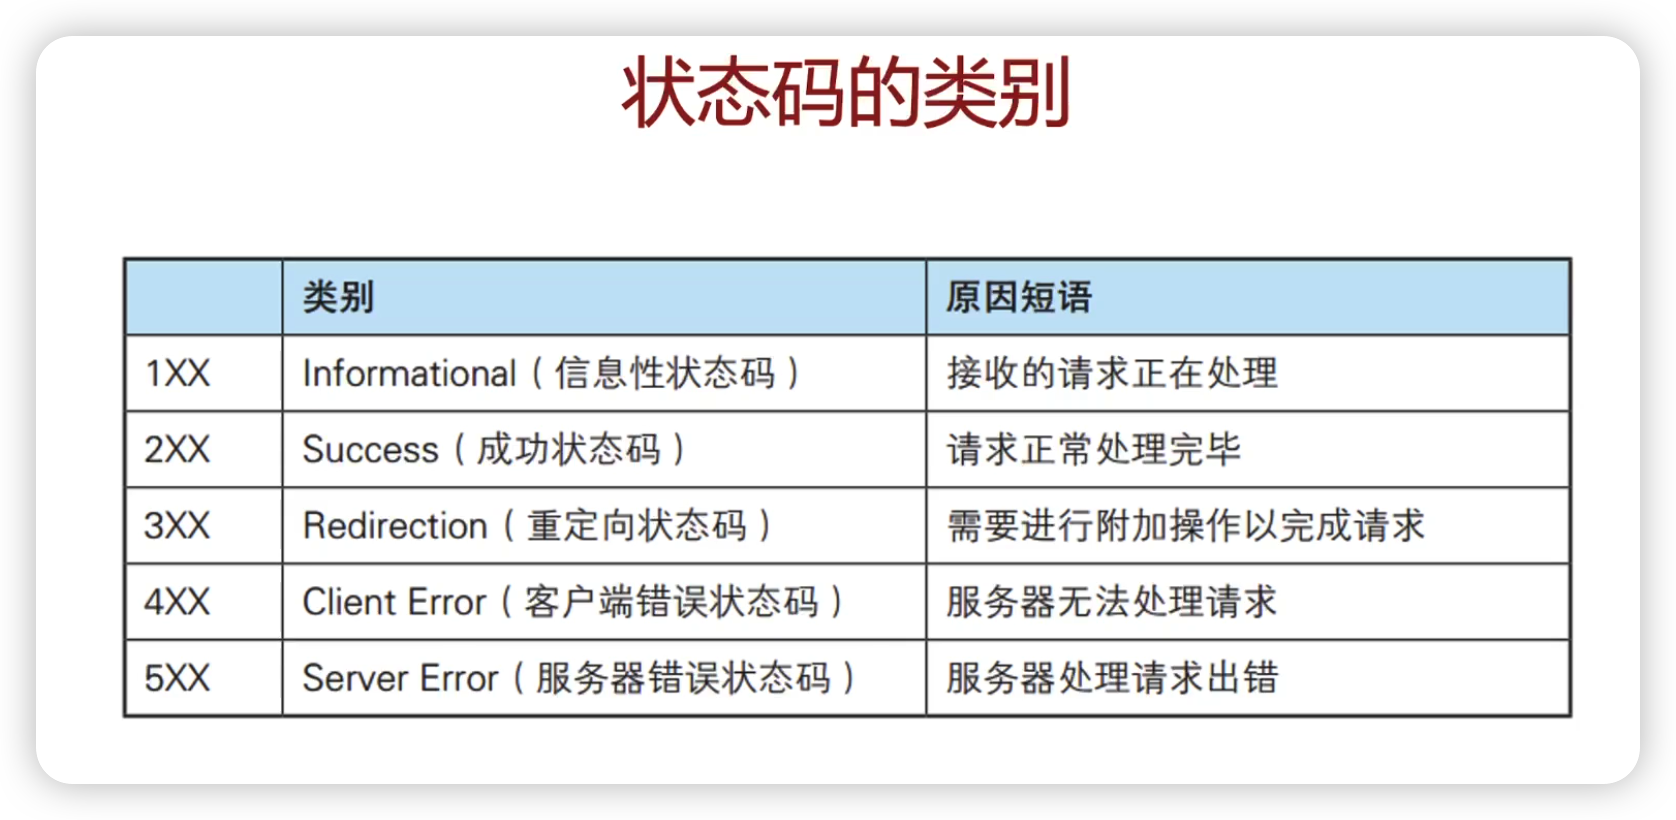 状态码的类别
类别 原因短语
1XX Informational（信息性状态码） 接收的请求正在处理
2XX Success（成功状态码） 请求正常处理完毕
3XX Redirection（重定向状态码） 需要进行附加操作以完成请求
4XX Client Error（客户端错误状态码） 服务器无法处理请求
5XX Server Error（服务器错误状态码） 服务器处理请求出错